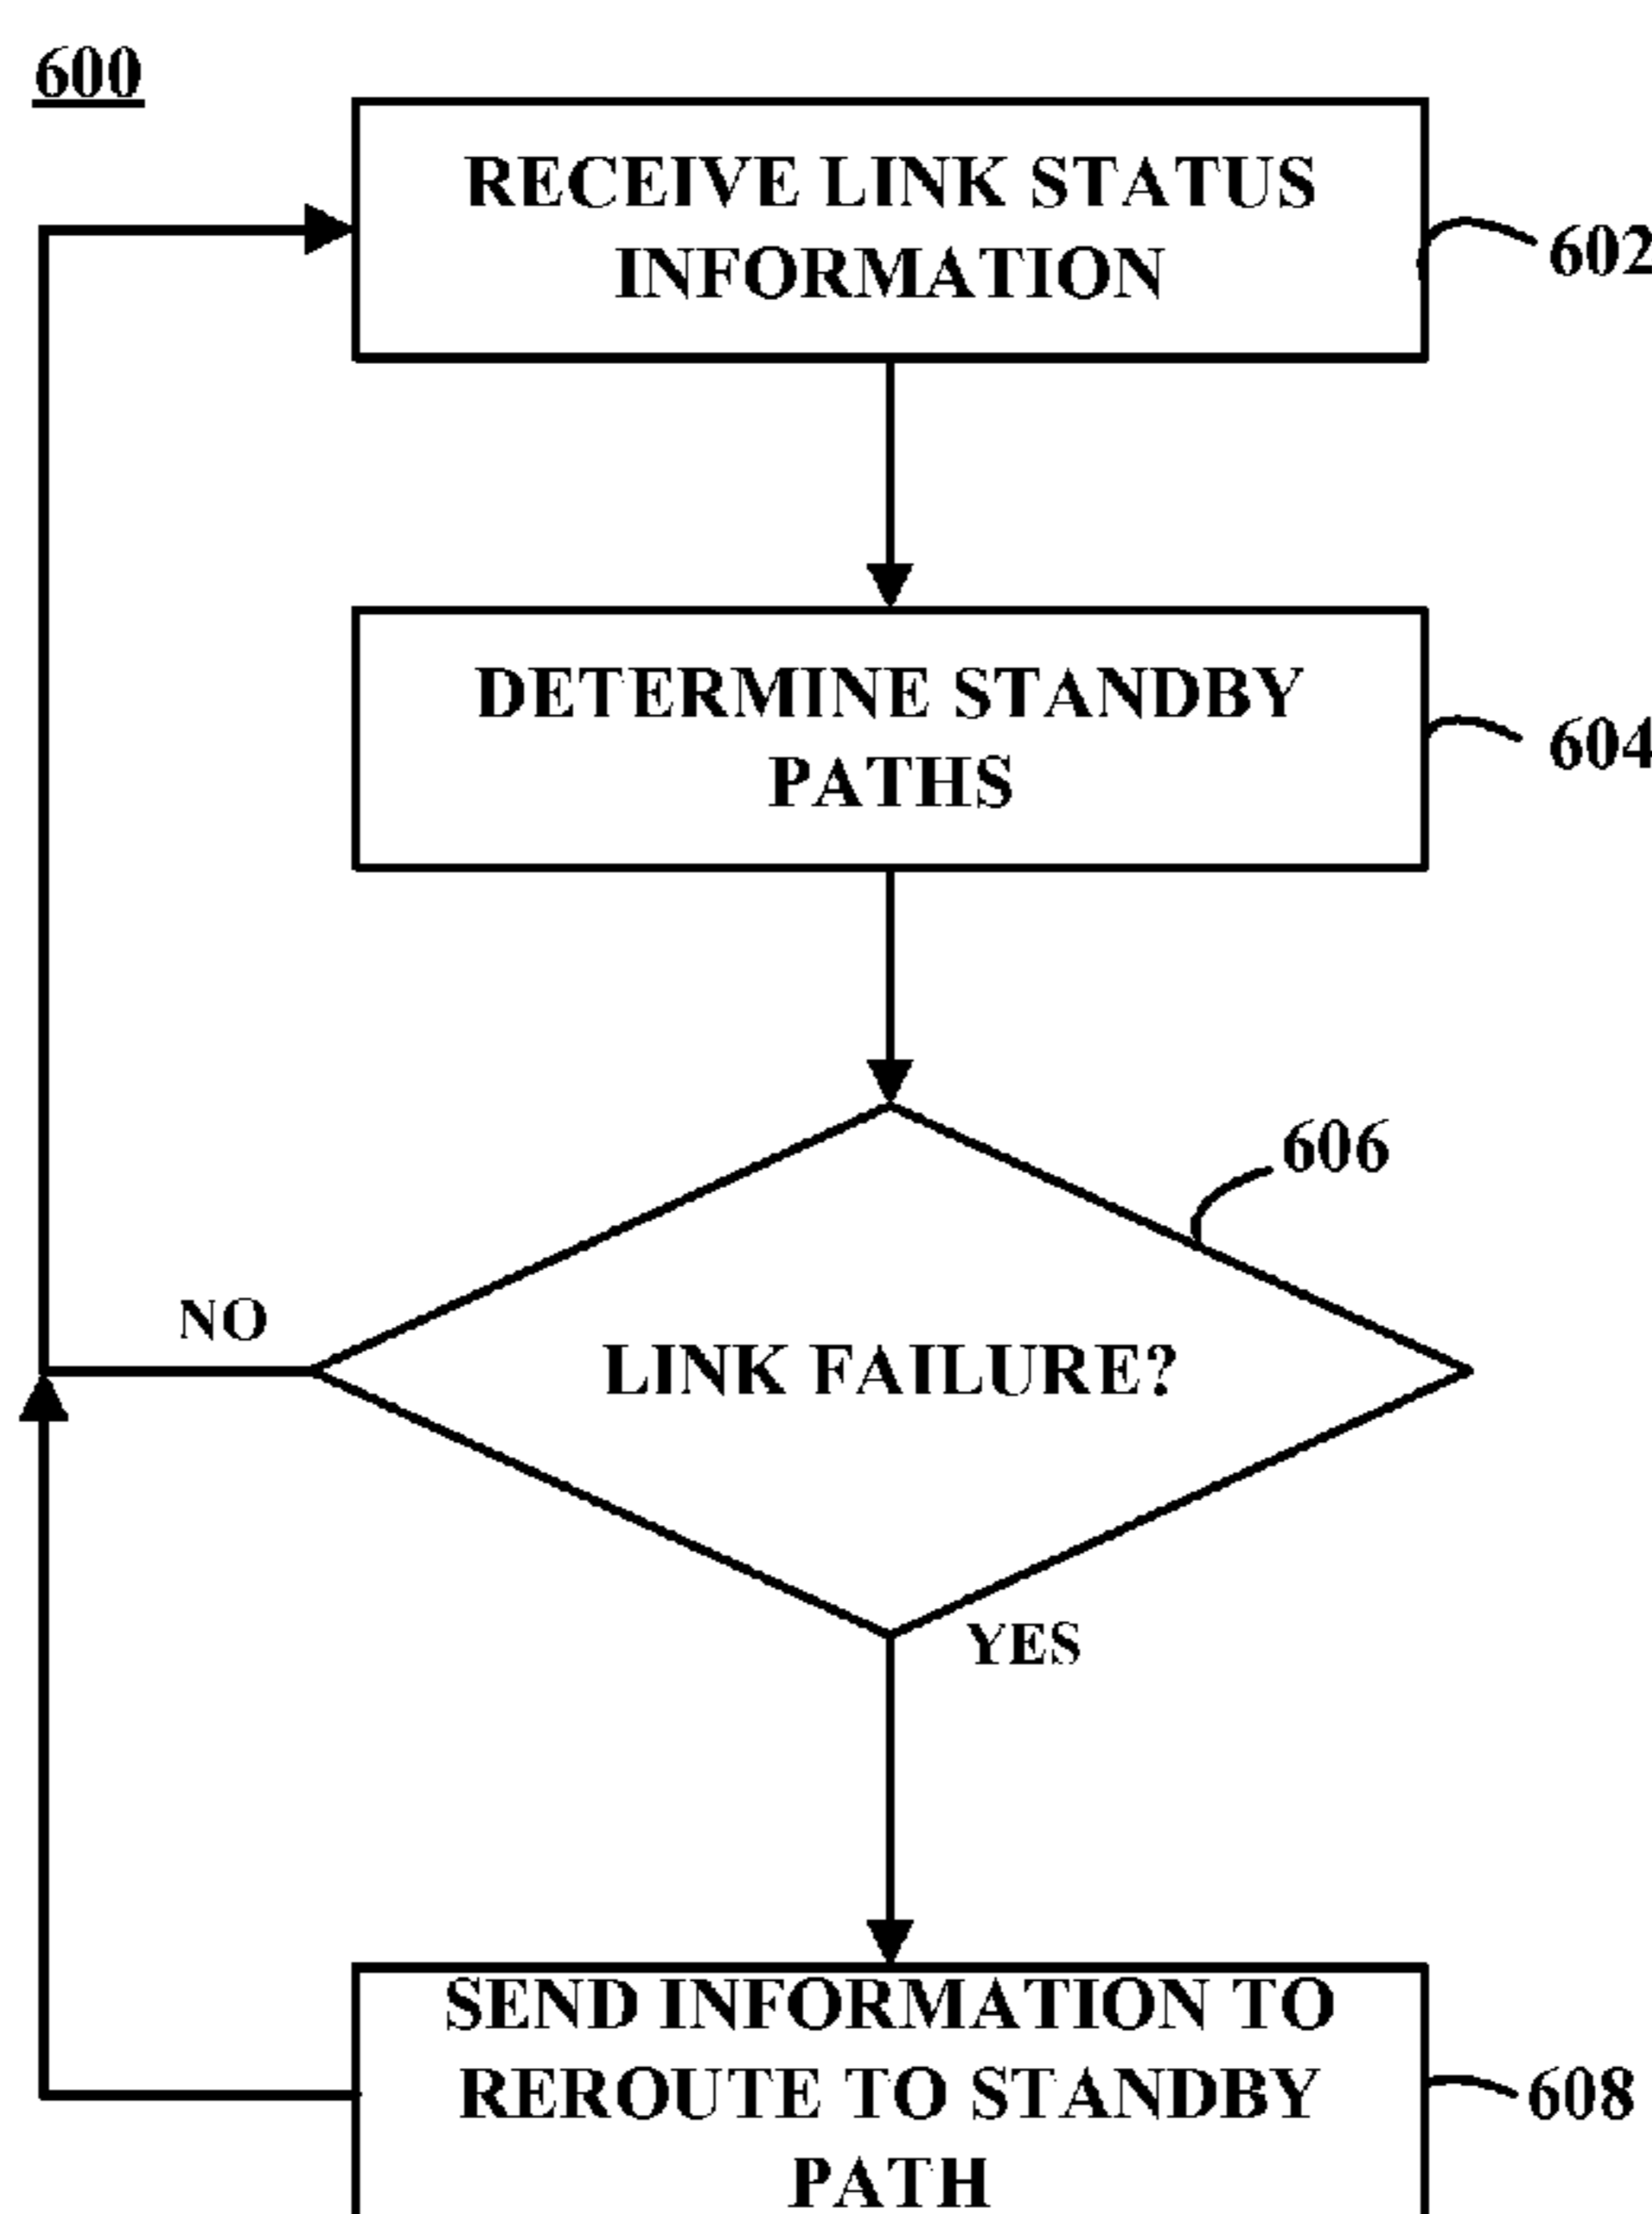 600
RECEIVE LINK STATUS
INFORMATION
602
DETERMINE STANDBY
PATHS
604
606
NO
LINK FAILURE?
YES
SEND INFORMATION TO
REROUTE TO STANDBY
PATH
608